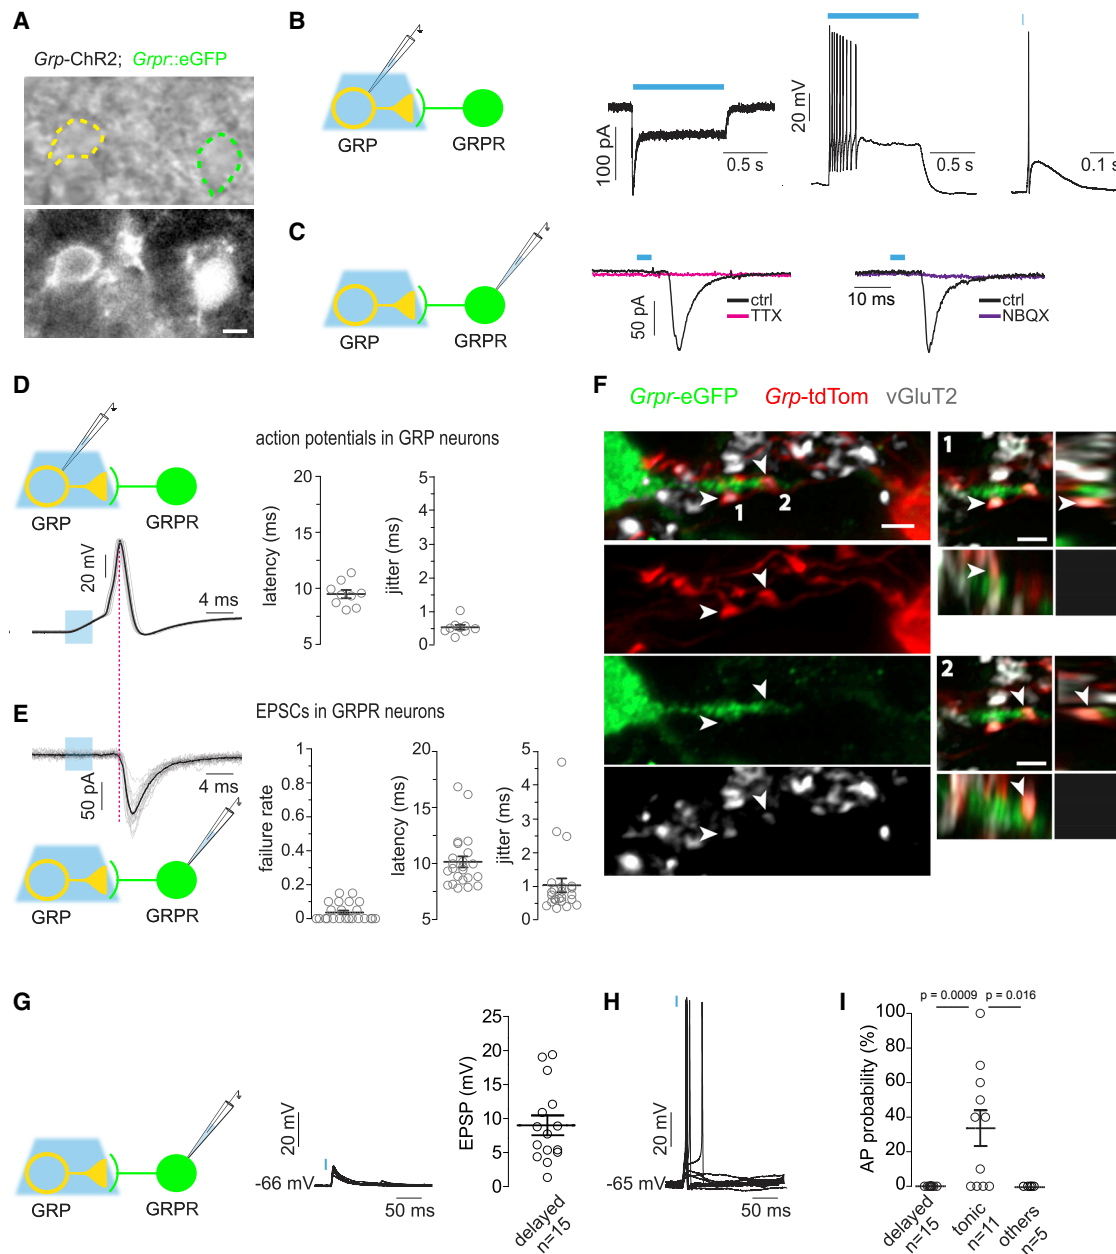 A
Grp-ChR2; Grpr::eGFP
B
GRP
GRPR
100 pA
0.5 s
20 mV
0.5 s
0.1 s
C
GRP
GRPR
50 pA
ctrl
TTX
10 ms
ctrl
NBQX
D
GRP
GRPR
20 mV
4 ms
action potentials in GRP neurons
latency (ms)
20
15
10
5
jitter (ms)
5
4
3
2
1
0
E
50 pA
4 ms
GRP
GRPR
EPSCs in GRPR neurons
failure rate
1
0.8
0.6
0.4
0.2
0
latency (ms)
20
15
10
5
jitter (ms)
5
4
3
2
1
0
F
Grpr-eGFP Grp-tdTom vGluT2
1
2
1
2
G
GRP
GRPR
20 mV
-66 mV
50 ms
EPSP (mV)
25
20
15
10
5
0
delayed
n=15
H
20 mV
-65 mV
50 ms
I
p = 0.0009 p = 0.016
AP probability (%)
100
80
60
40
20
0
delayed
n=15
tonic
n=11
others
n=5